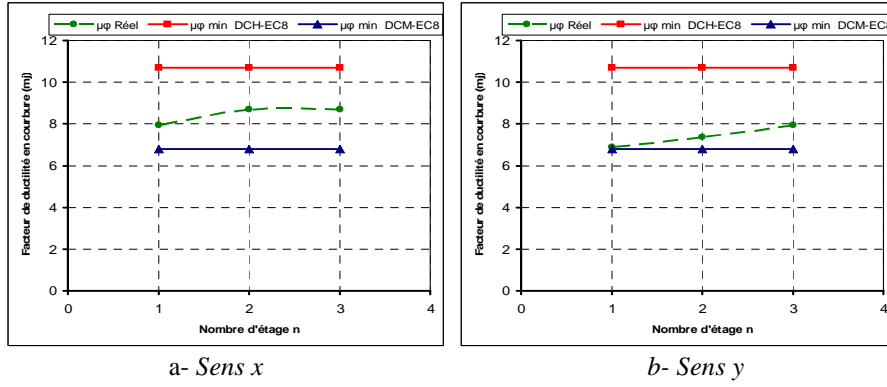 µφ Réel µφ min DCH-EC8 µφ min DCM-EC8
12
10
8
6
4
2
0
0 1 2 3 4
Facteur de ductilité en courbure (mj)
Nombre d'étage n
a- Sens x
µφ Réel µφ min DCH-EC8 µφ min DCM-EC8
12
10
8
6
4
2
0
0 1 2 3 4
Facteur de ductilité en courbure (mj)
Nombre d'étage n
b- Sens y